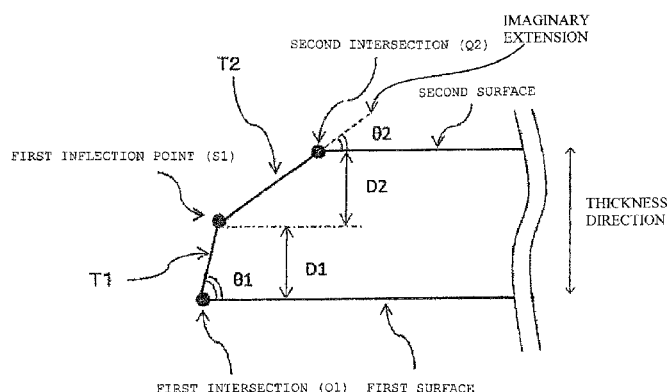 IMAGINARY
EXTENSION
SECOND INTERSECTION (Q2)
T2
SECOND SURFACE
θ2
FIRST INFLECTION POINT (S1)
D2
THICKNESS
DIRECTION
D1
T1
θ1
FIRST INTERSECTION (Q1) FIRST SURFACE